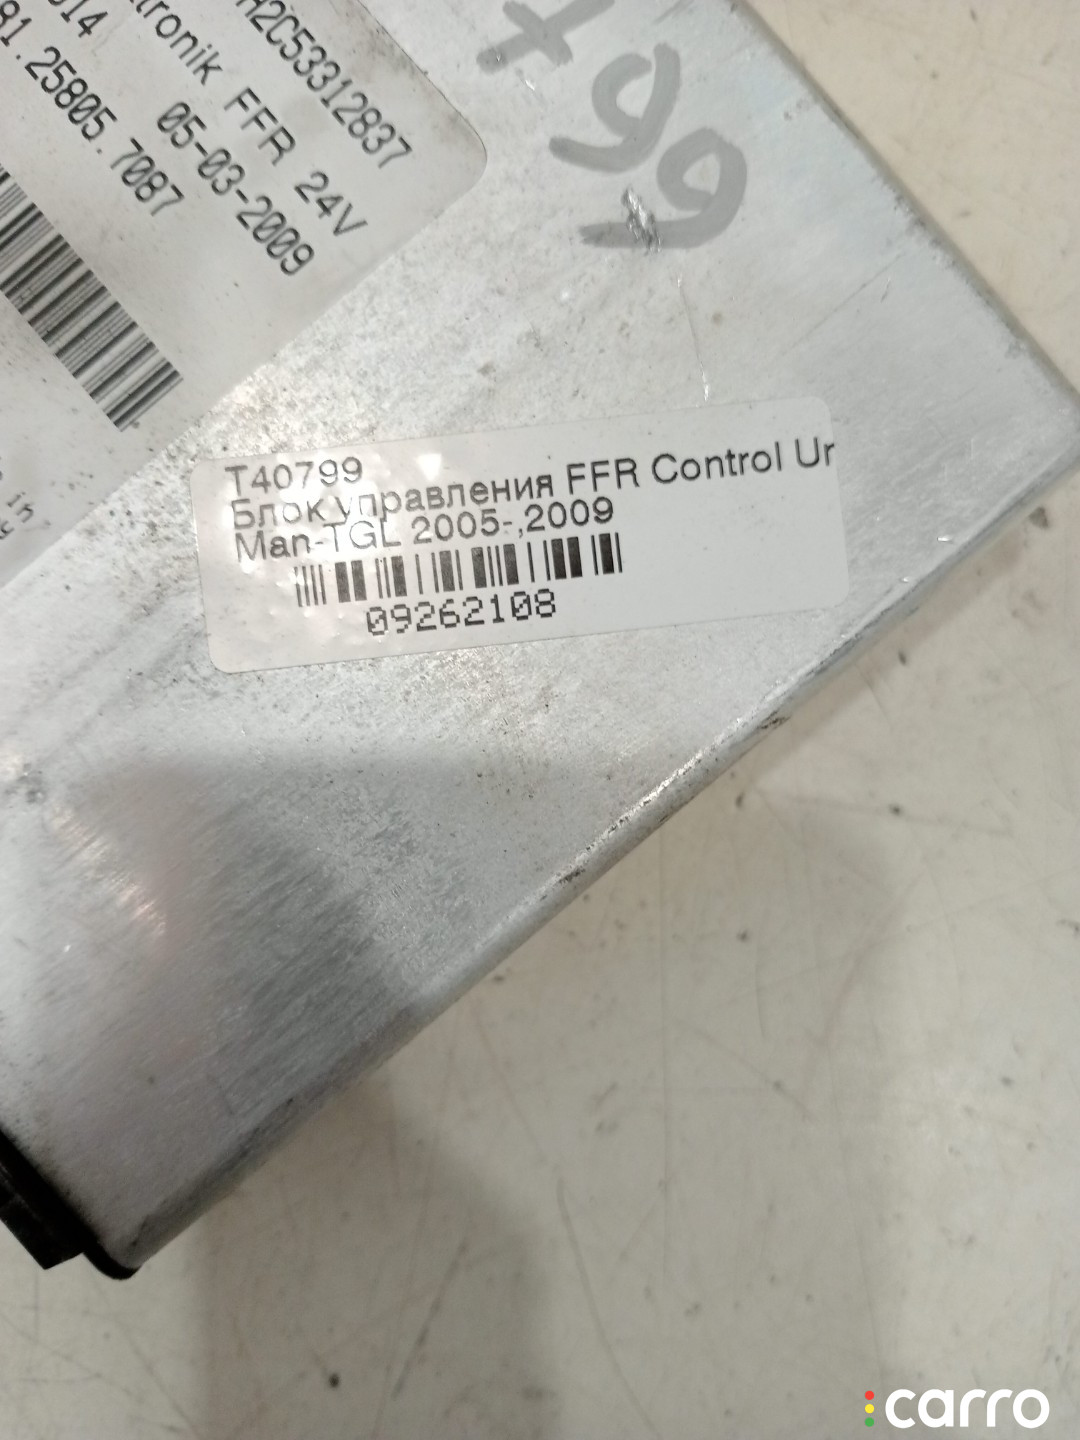 H2C53312837
tronik FFR 24V
014 05-03-2009
81.25805.7087
799
T40799
Блок управления FFR Control Ur
Man-TGL 2005-,2009
09262108
carro